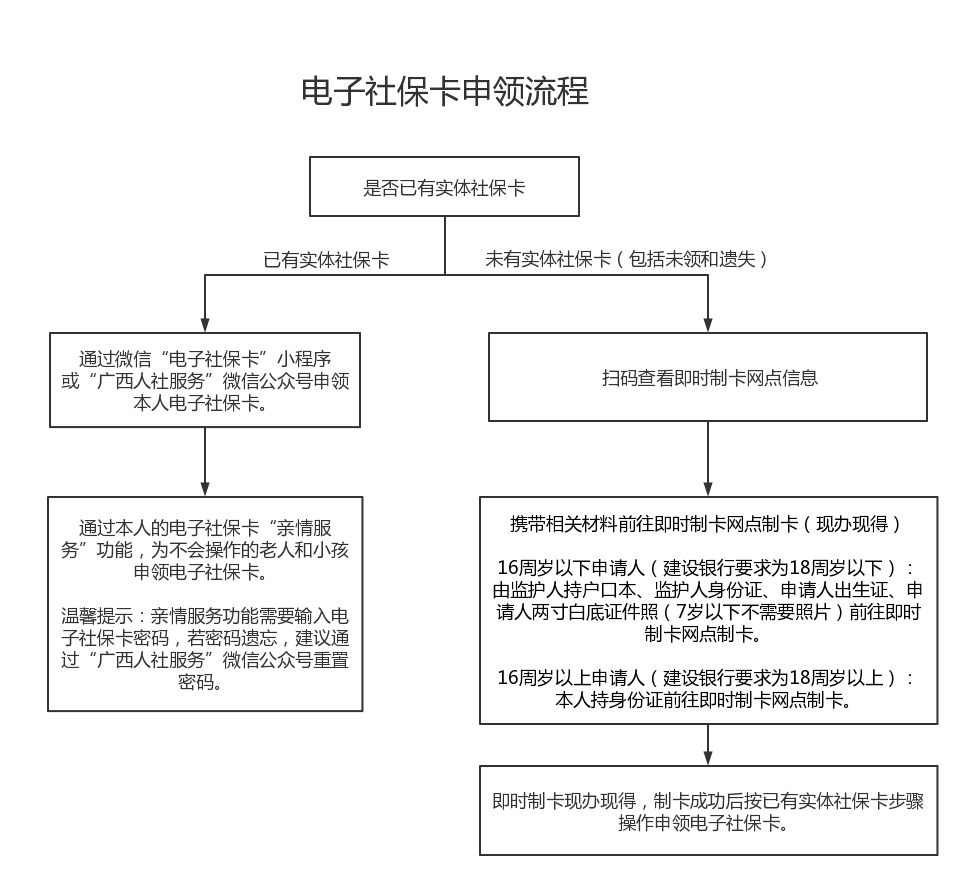 电子社保卡申领流程
是否已有实体社保卡
已有实体社保卡
未有实体社保卡（包括未领和遗失）
通过微信“电子社保卡”小程序
或“广西人社服务”微信公众号申领
本人电子社保卡。
扫码查看即时制卡网点信息
通过本人的电子社保卡“亲情服
务”功能，为不会操作的老人和小孩
申领电子社保卡。
温馨提示：亲情服务功能需要输入电
子社保卡密码，若密码遗忘，建议通
过“广西人社服务”微信公众号重置
密码。
携带相关材料前往即时制卡网点制卡（现办现得）
16周岁以下申请人（建设银行要求为18周岁以下）：
由监护人持户口本、监护人身份证、申请人出生证、申
请人两寸白底证件照（7岁以下不需要照片）前往即时
制卡网点制卡。
16周岁以上申请人（建设银行要求为18周岁以上）：
本人持身份证前往即时制卡网点制卡。
即时制卡现办现得，制卡成功后按已有实体社保卡步骤
操作申领电子社保卡。